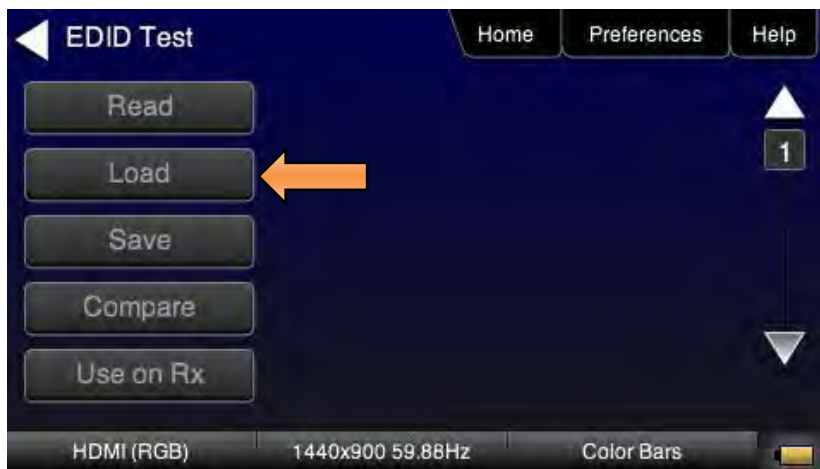 EDID Test
Home
Preferences
Help
Read
Load
1
Save
Compare
Use on Rx
HDMI (RGB)
1440x900 59.88Hz
Color Bars